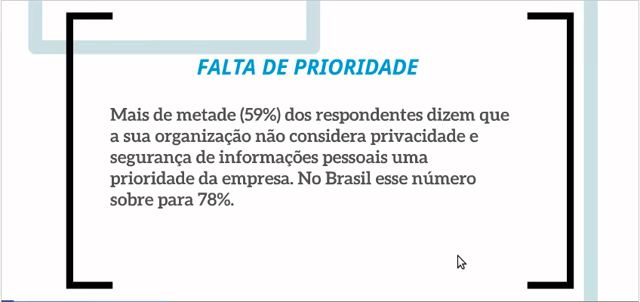 FALTA DE PRIORIDADE
Mais de metade (59%) dos respondentes dizem que
a sua organização não considera privacidade e
segurança de informações pessoais uma
prioridade da empresa. No Brasil esse número
sobre para 78%.